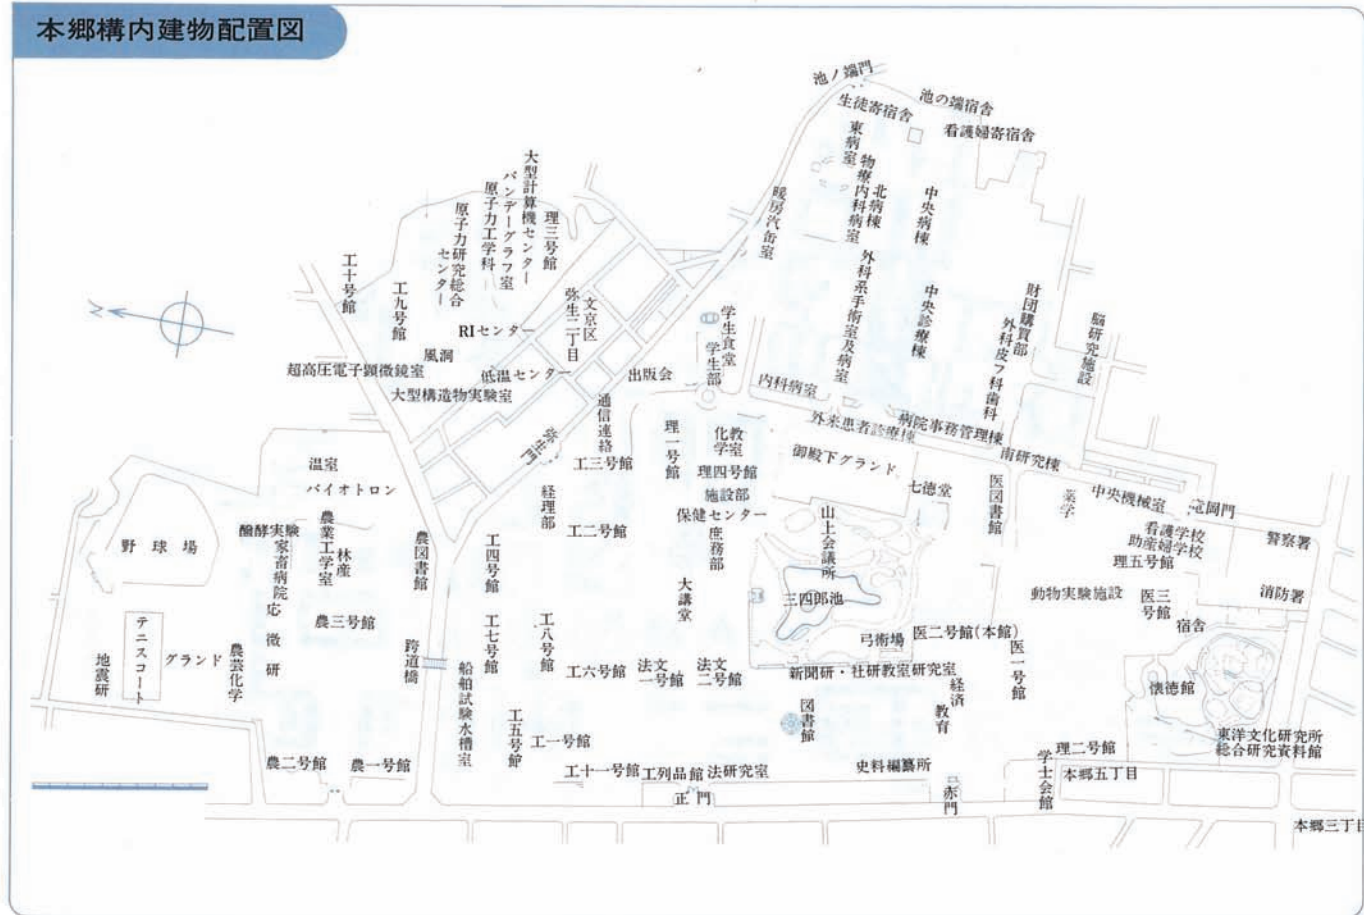 本郷構内建物配置図
池ノ端門
池の端宿舎
生徒寄宿舎
看護婦寄宿舎
東病室
物療内科病室
北病棟
中央病棟
暖房汽缶室
外科系手術室及病室
中央診療棟
財団購買部
外科皮フ科歯科
脳研究施設
大型計算機センター
バンデーグラフ室
原子力工学科
原子力研究総合
センター
理三号館
工十号館
工九号館
RIセンター
風洞
超高圧電子顕微鏡室
低温センター
大型構造物実験室
文京区
弥生二丁目
N
学生食堂
学生部
出版会
内科病室
外来患者診療棟
病院事務管理棟
南研究棟
通信連絡
弥生門
理一号館
化学教室
理四号館
御殿下グランド
七徳堂
医図書館
薬学
中央機械室
竜岡門
工三号館
経理部
施設部
保健センター
庶務部
工二号館
山上会議所
看護学校
助産婦学校
理五号館
警察署
温室
バイオトロン
野球場
醸酵実験
家畜病院
農業工学室
林産
農図書館
工四号館
大講堂
三四郎池
動物実験施設
医三号館
消防署
宿舎
応微研
農三号館
テニスコート
グランド
農芸化学
地震研
跨道橋
工七号館
工八号館
弓術場
医二号館(本館)
医一号館
船舶試験水槽室
工六号館
法文
一号館
法文
二号館
新聞研・社研教室研究室
経済
教育
懐徳館
図書館
東洋文化研究所
総合研究資料館
工五号館
工一号館
農二号館
農一号館
工十一号館
工列品館
法研究室
史料編纂所
学士会館
理二号館
本郷五丁目
正門
赤門
本郷三丁目